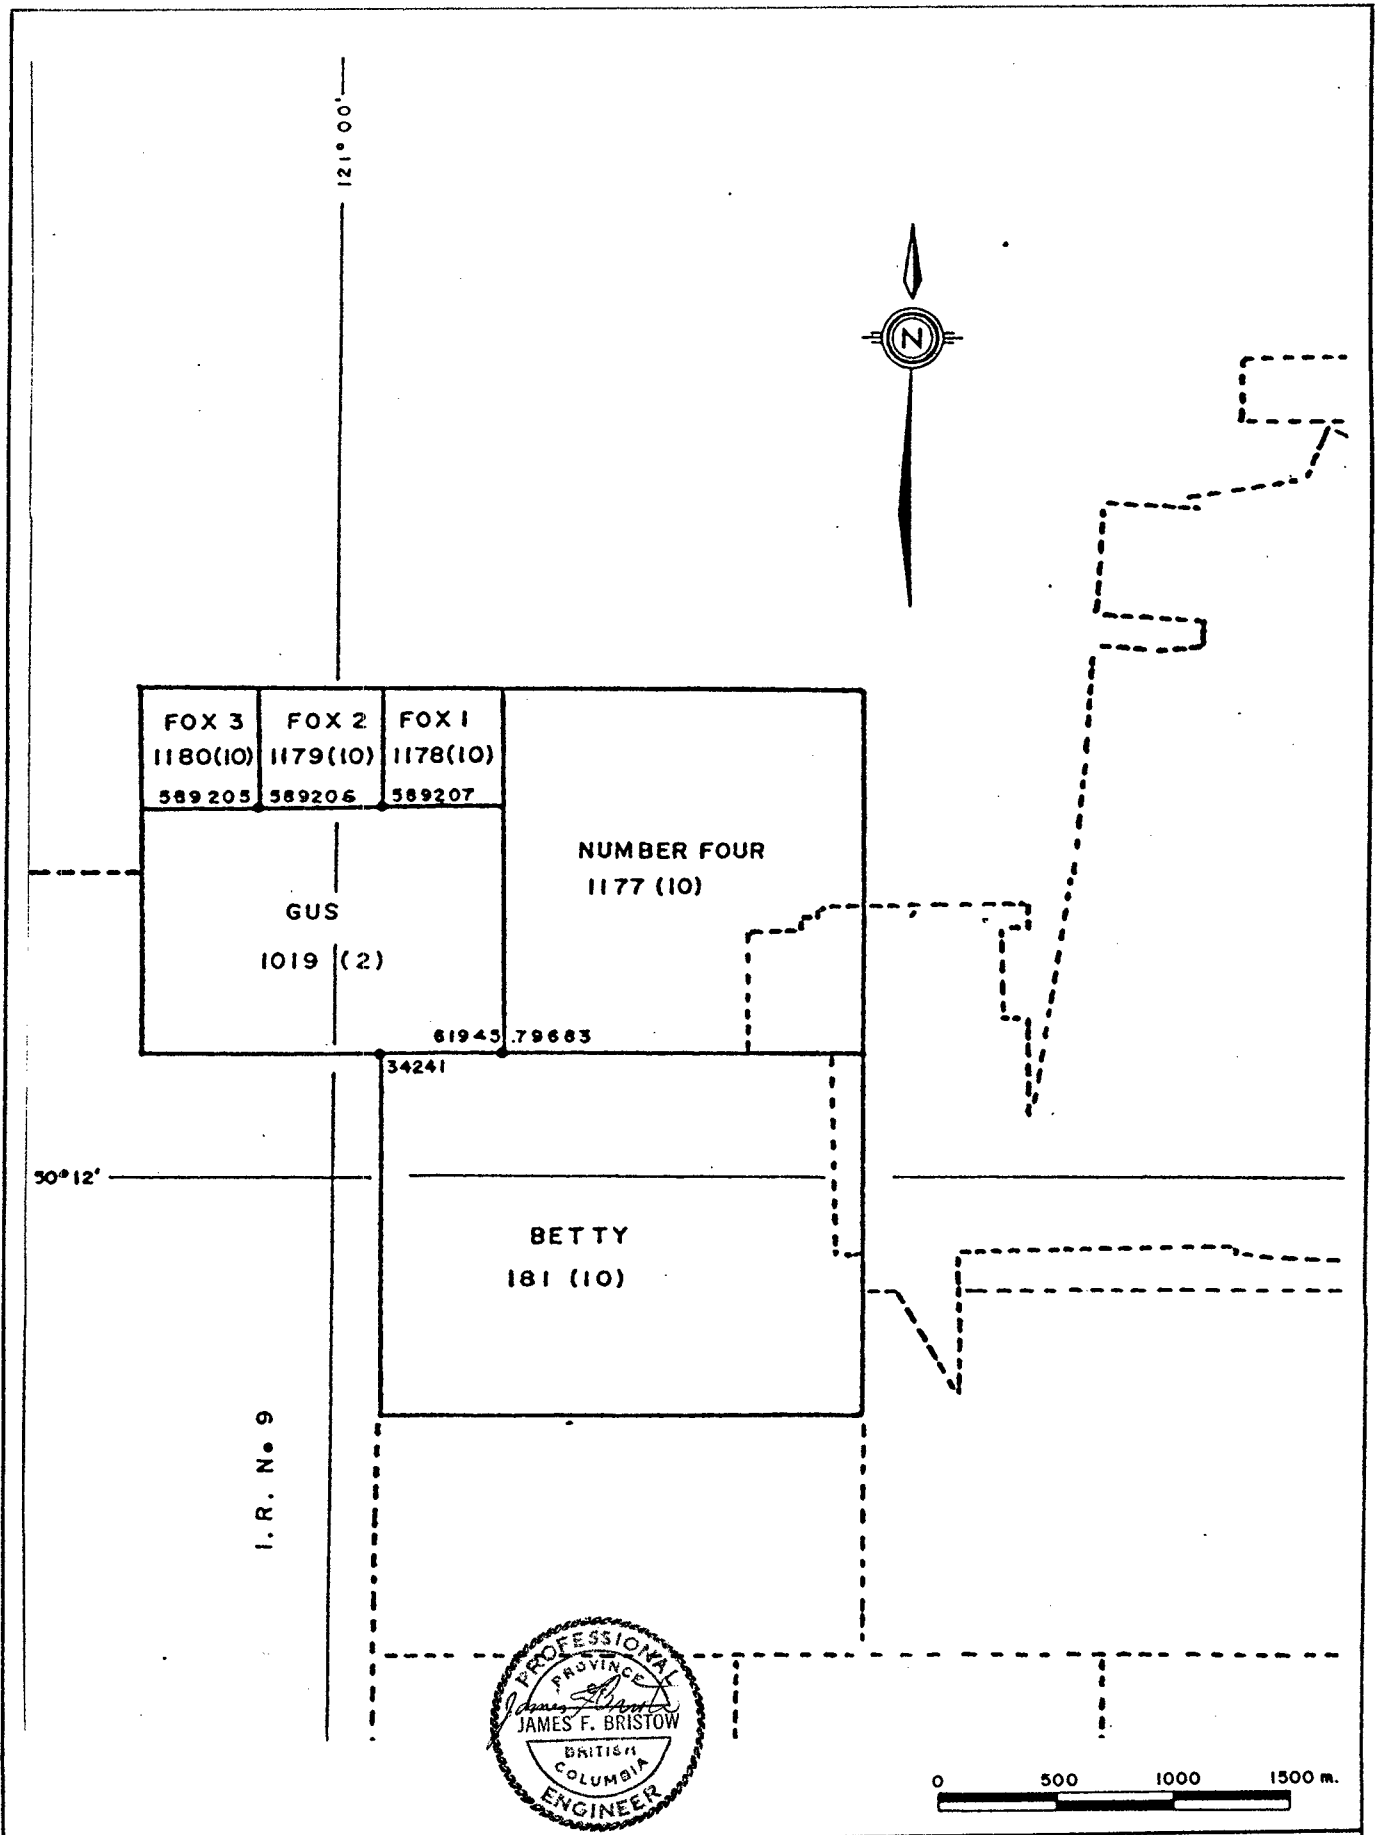 121° 00'
N
FOX 3
1180(10)
589205
FOX 2
1179(10)
589206
FOX 1
1178(10)
589207
NUMBER FOUR
1177 (10)
GUS
1019 (2)
61945
79683
34241
50° 12'
BETTY
181 (10)
I. R. No 9
PROFESSIONAL
PROVINCE
OF
JAMES F. BRISTOW
BRITISH
COLUMBIA
ENGINEER
0 500 1000 1500 m.